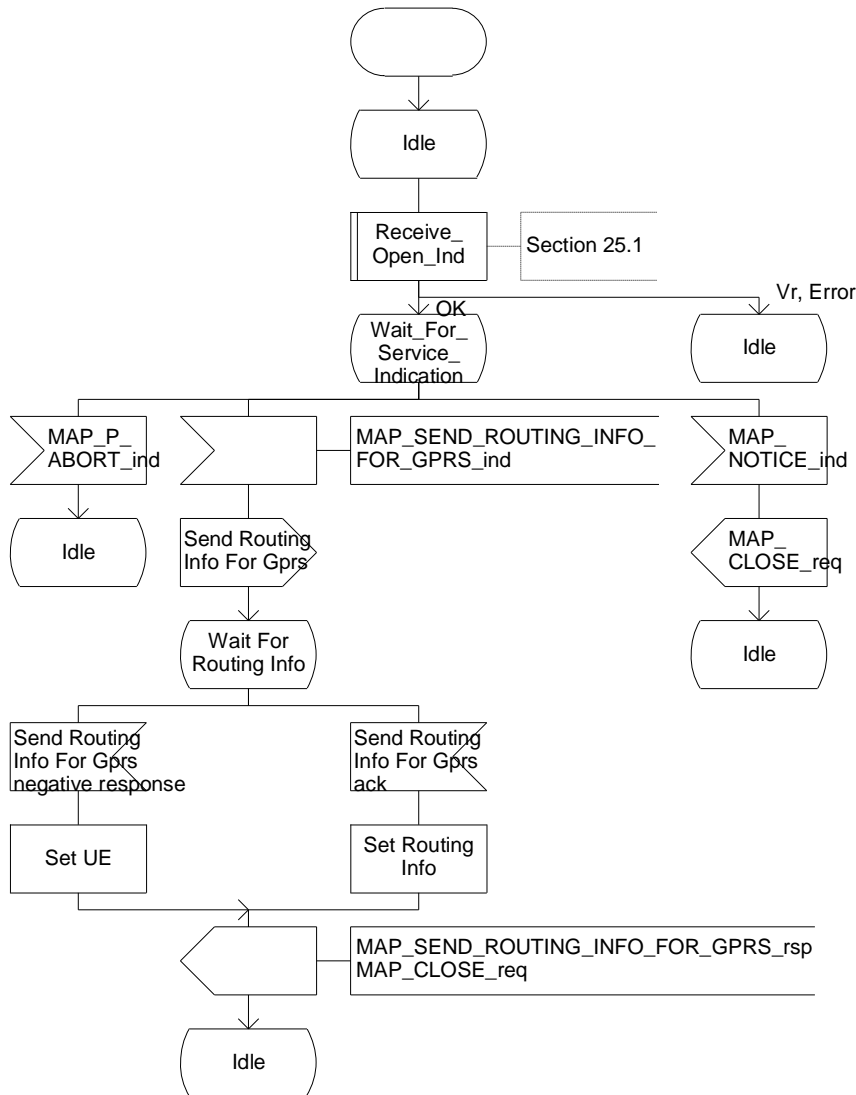 Idle
Receive_
Open_Ind
Section 25.1
Vr, Error
OK
Wait_For_
Service_
Indication
Idle
MAP_P_
ABORT_ind
MAP_SEND_ROUTING_INFO_
FOR_GPRS_ind
MAP_
NOTICE_ind
Idle
Send Routing
Info For Gprs
MAP_
CLOSE_req
Wait For
Routing Info
Idle
Send Routing
Info For Gprs
negative response
Send Routing
Info For Gprs
ack
Set UE
Set Routing
Info
MAP_SEND_ROUTING_INFO_FOR_GPRS_rsp
MAP_CLOSE_req
Idle